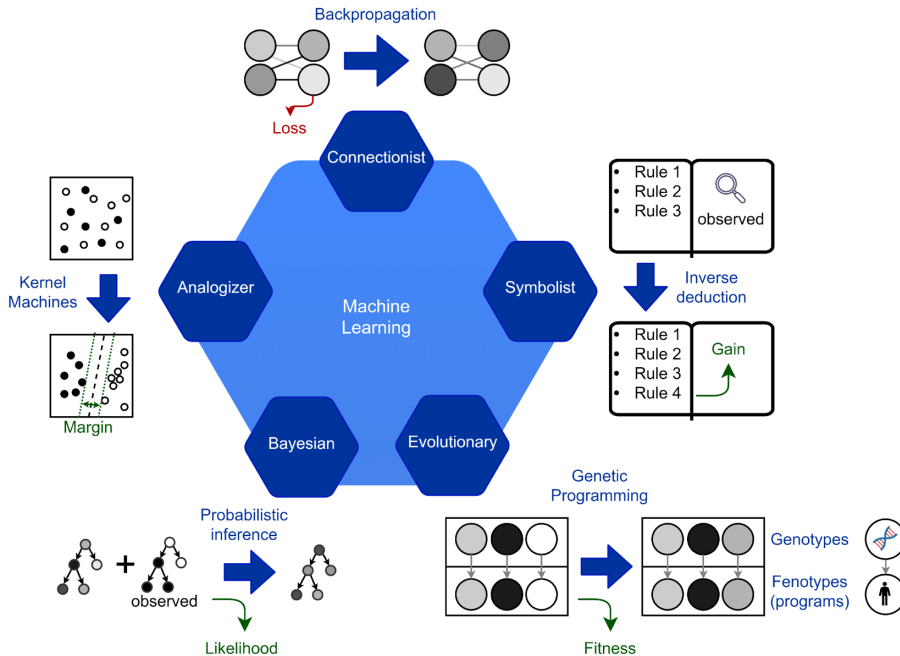 Backpropagation
Loss
Connectionist
Rule 1
Rule 2
Rule 3
observed
Kernel
Machines
Analogizer
Machine
Learning
Symbolist
Inverse
deduction
Rule 1
Rule 2
Rule 3
Rule 4
Gain
Margin
Bayesian
Evolutionary
Probabilistic
inference
observed
Likelihood
Genetic
Programming
Genotypes
Fenotypes
(programs)
Fitness